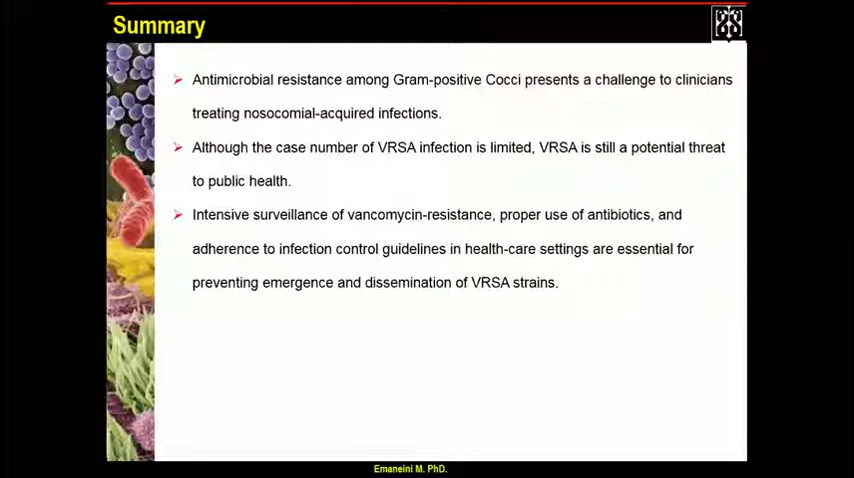 Summary
Antimicrobial resistance among Gram-positive Cocci presents a challenge to clinicians
treating nosocomial-acquired infections.
Although the case number of VRSA infection is limited, VRSA is still a potential threat
to public health.
Intensive surveillance of vancomycin-resistance, proper use of antibiotics, and
adherence to infection control guidelines in health-care settings are essential for
preventing emergence and dissemination of VRSA strains.
Emaneini M. PhD.